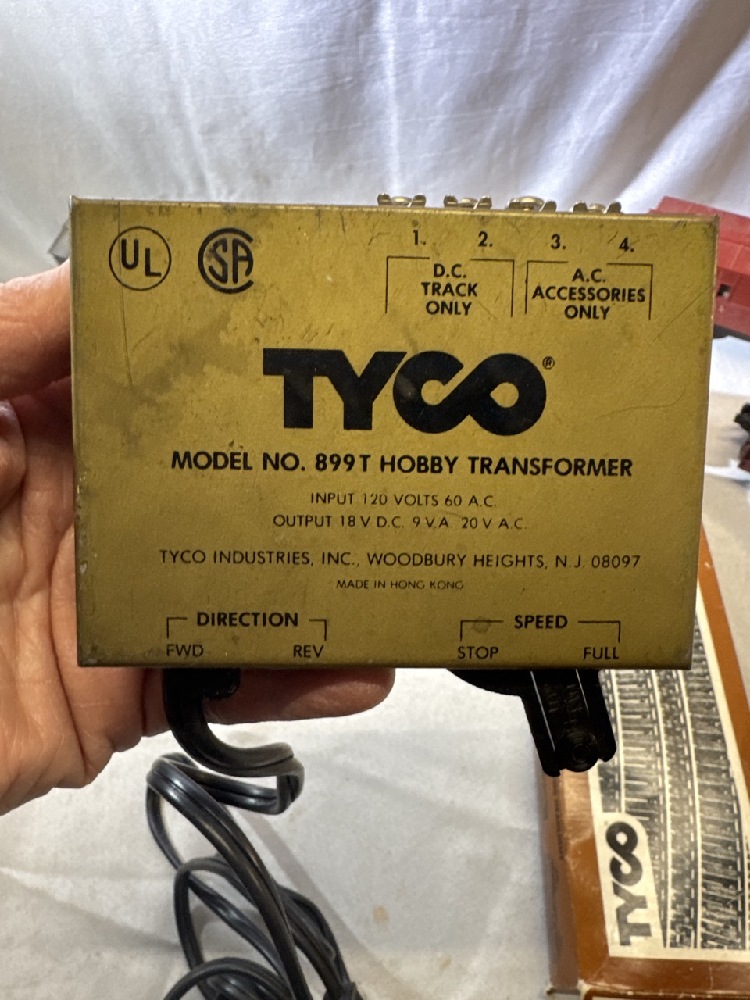 UL
SA
1. 2. 3. 4.
D.C.
TRACK
ONLY
A.C.
ACCESSORIES
ONLY
TYCO®
MODEL NO. 899T HOBBY TRANSFORMER
INPUT 120 VOLTS 60 A.C.
OUTPUT 18 V D.C. 9 V A 20 V A.C.
TYCO INDUSTRIES, INC., WOODBURY HEIGHTS, N.J. 08097
MADE IN HONG KONG
DIRECTION
FWD REV
SPEED
STOP FULL
TYCO